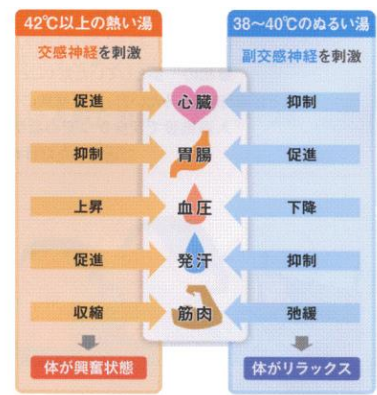 42℃以上の熱い湯
38〜40℃のぬるい湯
交感神経を刺激
副交感神経を刺激
促進 心臓 抑制
抑制 胃腸 促進
上昇 血圧 下降
促進 発汗 抑制
収縮 筋肉 弛緩
体が興奮状態
体がリラックス